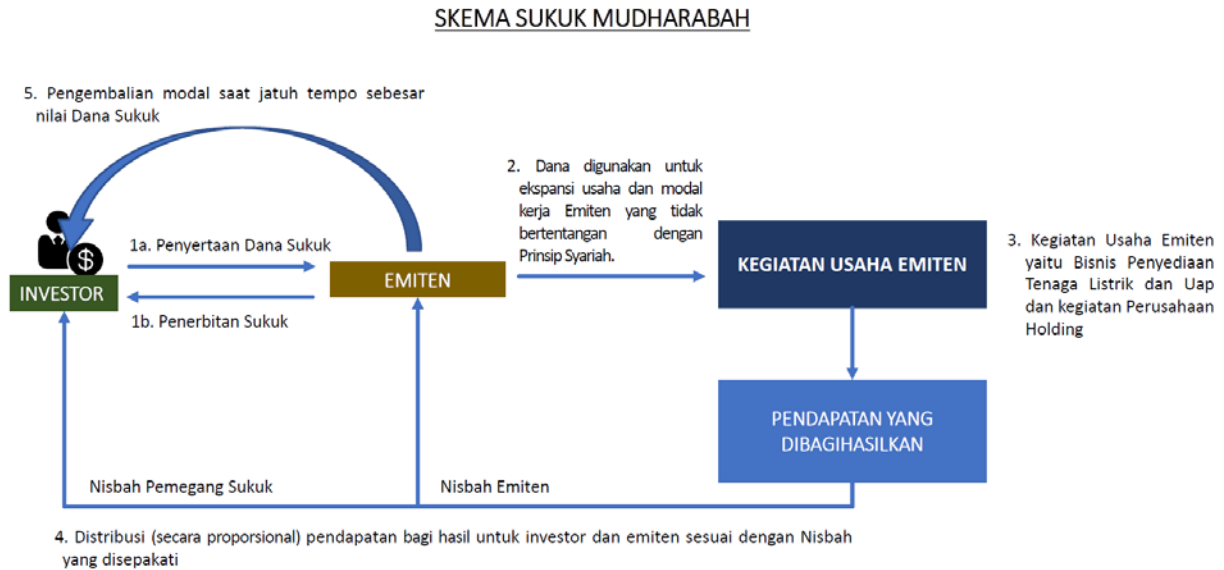 SKEMA SUKUK MUDHARABAH
5. Pengembalian modal saat jatuh tempo sebesar
nilai Dana Sukuk
2. Dana digunakan untuk
ekspansi usaha dan modal
kerja Emiten yang tidak
bertentangan dengan
Prinsip Syariah.
$
INVESTOR
1a. Penyertaan Dana Sukuk
1b. Penerbitan Sukuk
EMITEN
KEGIATAN USAHA EMITEN
3. Kegiatan Usaha Emiten
yaitu Bisnis Penyediaan
Tenaga Listrik dan Uap
dan kegiatan Perusahaan
Holding
PENDAPATAN YANG
DIBAGIHASILKAN
Nisbah Pemegang Sukuk
Nisbah Emiten
4. Distribusi (secara proporsional) pendapatan bagi hasil untuk investor dan emiten sesuai dengan Nisbah
yang disepakati